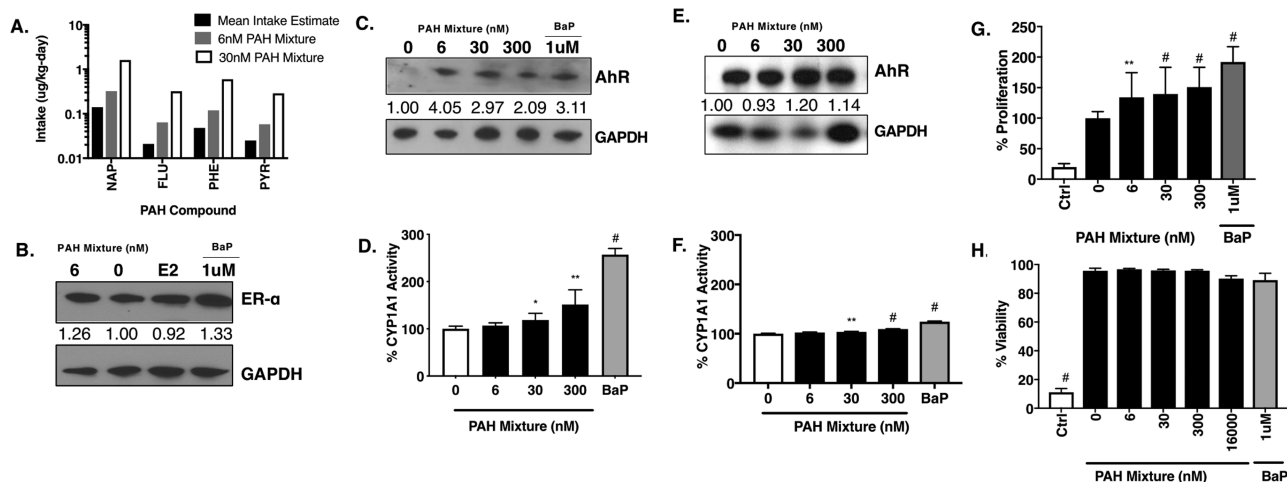 A.
Mean Intake Estimate
6nM PAH Mixture
30nM PAH Mixture
Intake (ug/kg-day)
10
1
0.1
0.01
NAP
FLU
PHE
PYR
PAH Compound
B.
PAH Mixture (nM)
BaP
6 0 E2 1uM
ER-α
1.26 1.00 0.92 1.33
GAPDH
C.
PAH Mixture (nM)
BaP
0 6 30 300 1uM
AhR
1.00 4.05 2.97 2.09 3.11
GAPDH
D.
% CYP1A1 Activity
300
200
100
0
*
**
#
0 6 30 300 BaP
PAH Mixture (nM)
E.
PAH Mixture (nM)
0 6 30 300
AhR
1.00 0.93 1.20 1.14
GAPDH
F.
% CYP1A1 Activity
300
200
100
0
**
#
#
0 6 30 300 BaP
PAH Mixture (nM)
G.
% Proliferation
250
200
150
100
50
0
**
#
#
#
Ctrl
0
6
30
300
1uM
PAH Mixture (nM) BaP
H.
% Viability
100
80
60
40
20
0
#
Ctrl
0
6
30
300
16000
1uM
PAH Mixture (nM) BaP